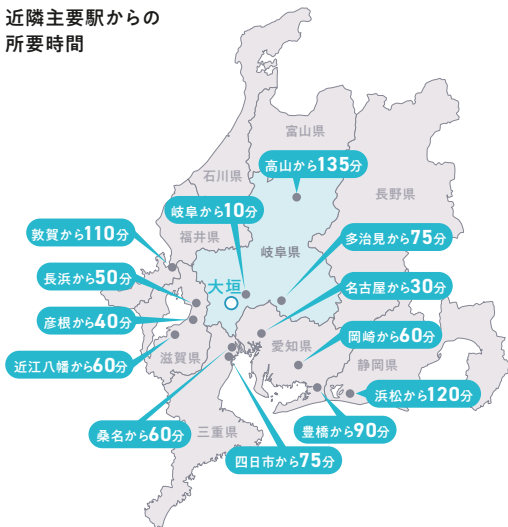 近隣主要駅からの
所要時間
富山県
高山から135分
石川県
長野県
岐阜から10分
敦賀から110分
福井県
岐阜県
多治見から75分
長浜から50分
大垣
名古屋から30分
彦根から40分
岡崎から60分
愛知県
滋賀県
静岡県
近江八幡から60分
浜松から120分
桑名から60分
三重県
豊橋から90分
四日市から75分